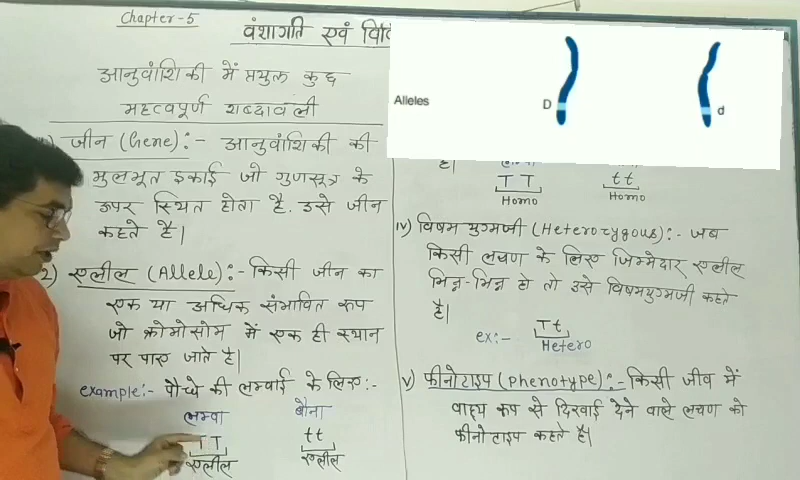 Chapter-5
वंशागति एवं
आनुवांशिकी में प्रयुक्त कुछ
महत्वपूर्ण शब्दावली
जीन (Gene):- आनुवांशिकी की
मुलभूत इकाई जो गुणसूत्र के
उपर स्थित होता है. उसे जीन
कहते है।
2) एलील (Allele):- किसी जीन का
एक या अधिक संभावित रूप
जो क्रोमोसोम में एक ही स्थान
पर पाए जाते है।
example:- पौधे की लम्बाई के लिए:-
लम्बा बौना
TT tt
एलील एलील
Alleles D d
है।
TT tt
Homo Homo
iv) विषम युग्मजी (Heterozygous):- जब
किसी लक्षण के लिए जिम्मेदार एलील
भिन्न-भिन्न हो तो उसे विषमयुग्मजी कहते
है।
ex:- Tt
Hetero
v) फीनोटाइप (phenotype):- किसी जीव में
वाह्य रूप से दिखाई देने वाले लक्षण को
फीनोटाइप कहते है।